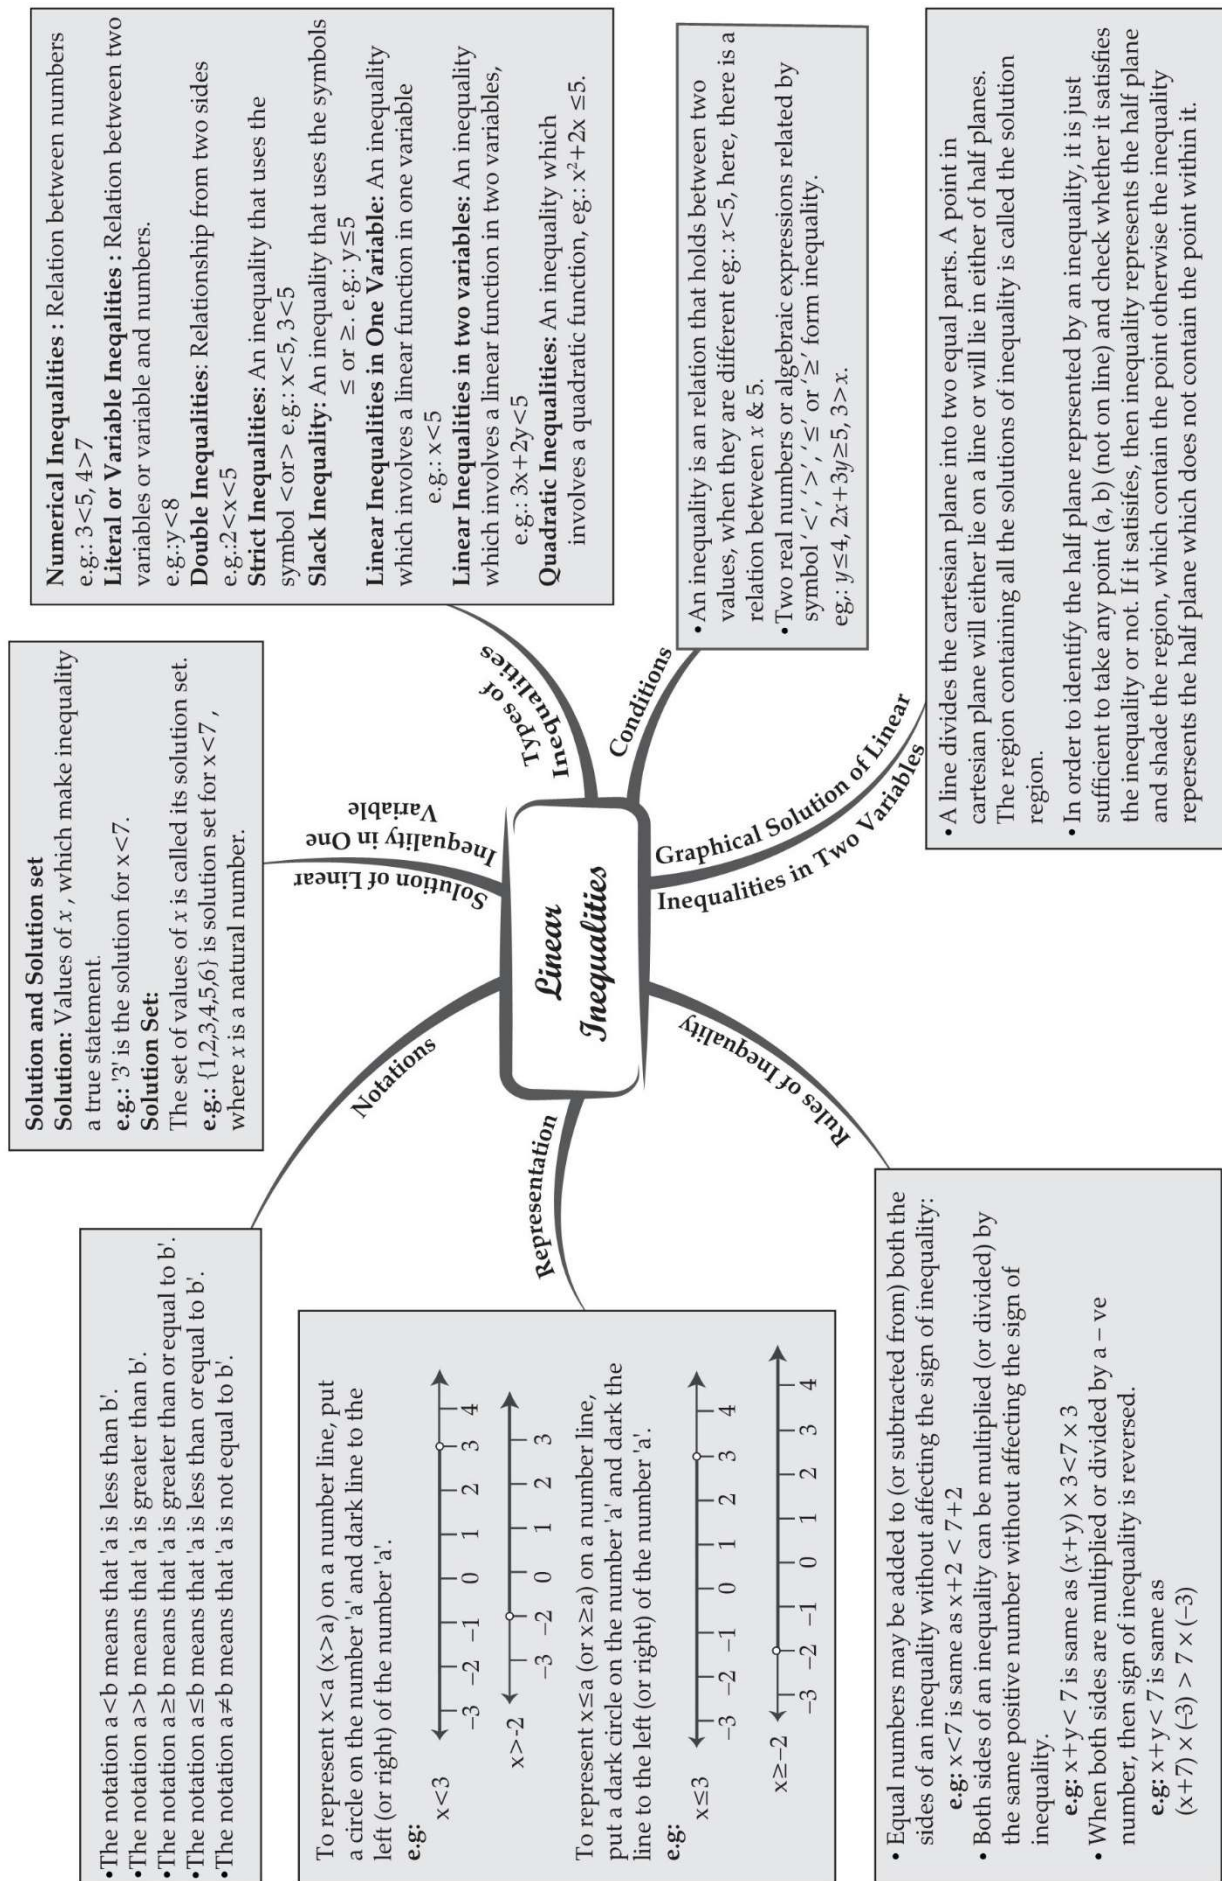 •The notation a<b means that 'a is less than b'.
•The notation a>b means that 'a is greater than b'.
•The notation a≥b means that 'a is greater than or equal to b'.
•The notation a≤b means that 'a is less than or equal to b'.
•The notation a≠b means that 'a is not equal to b'.
Notations
Solution and Solution set
Solution: Values of x , which make inequality
a true statement.
e.g.: '3' is the solution for x<7.
Solution Set:
The set of values of x is called its solution set.
e.g.: {1,2,3,4,5,6} is solution set for x<7 ,
where x is a natural number.
Solution of Linear
Inequality in One
Variable
Numerical Inequalities : Relation between numbers
e.g.: 3<5, 4>7
Literal or Variable Ineqalities : Relation between two
variables or variable and numbers.
e.g.:y<8
Double Inequalities: Relationship from two sides
e.g.:2<x<5
Strict Inequalities: An inequality that uses the
symbol <or> e.g.: x<5, 3<5
Slack Inequality: An inequality that uses the symbols
≤ or ≥. e.g.: y≤5
Linear Inequalities in One Variable: An inequality
which involves a linear function in one variable
e.g.: x<5
Linear Inequalities in two variables: An inequality
which involves a linear function in two variables,
e.g.: 3x+2y<5
Quadratic Inequalities: An inequality which
involves a quadratic function, eg.: x²+2x ≤5.
Types of
Inequalities
Linear
Inequalities
Representation
To represent x<a (x>a) on a number line, put
a circle on the number 'a' and dark line to the
left (or right) of the number 'a'.
e.g:
x<3
−3 −2 −1 0 1 2 3 4
x>-2
−3 −2 −1 0 1 2 3
To represent x≤a (or x≥a) on a number line,
put a dark circle on the number 'a' and dark the
line to the left (or right) of the number 'a'.
e.g:
x≤3
−3 −2 −1 0 1 2 3 4
x≥−2
−3 −2 −1 0 1 2 3 4
Conditions
• An inequality is an relation that holds between two
values, when they are different eg.: x<5, here, there is a
relation between x & 5.
• Two real numbers or algebraic expressions related by
symbol '<', '>', '≤' or '≥' form inequality.
eg,: y≤4, 2x+3y≥5, 3>x.
Rules of Inequality
• Equal numbers may be added to (or subtracted from) both the
sides of an inequality without affecting the sign of inequality:
e.g: x<7 is same as x+2 < 7+2
• Both sides of an inequality can be multiplied (or divided) by
the same positive number without affecting the sign of
inequality.
e.g: x+y< 7 is same as (x+y) × 3<7 × 3
• When both sides are multiplied or divided by a − ve
number, then sign of inequality is reversed.
e.g: x+y< 7 is same as
(x+7) × (−3) > 7 × (−3)
Graphical Solution of Linear
Inequalities in Two Variables
• A line divides the cartesian plane into two equal parts. A point in
cartesian plane will either lie on a line or will lie in either of half planes.
The region containing all the solutions of inequality is called the solution
region.
• In order to identify the half plane represented by an inequality, it is just
sufficient to take any point (a, b) (not on line) and check whether it satisfies
the inequality or not. If it satisfes, then inequality represents the half plane
and shade the region, which contain the point otherwise the inequality
repersents the half plane which does not contain the point within it.